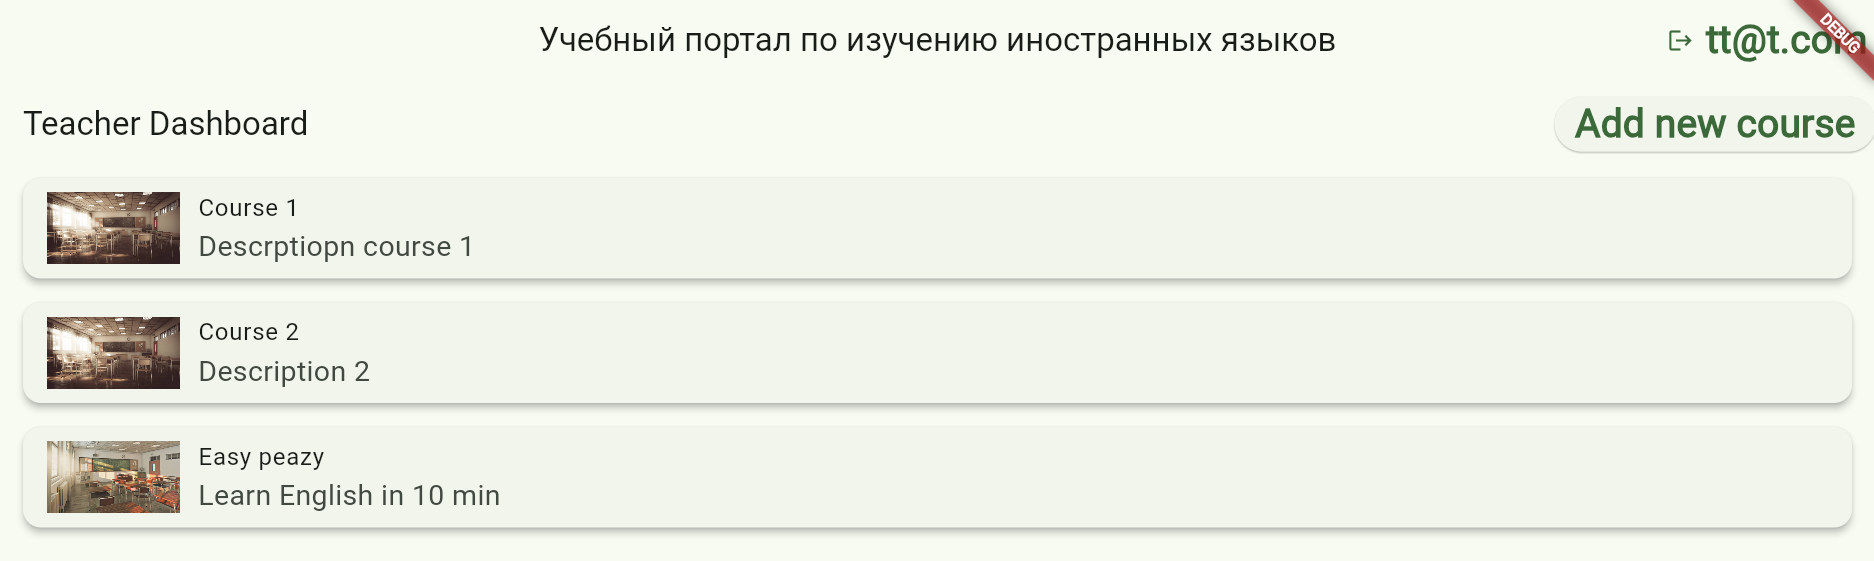 Учебный портал по изучению иностранных языков
tt@t.com
DEBUG
Teacher Dashboard
Add new course
Course 1
Descrptiopn course 1
Course 2
Description 2
Easy peazy
Learn English in 10 min